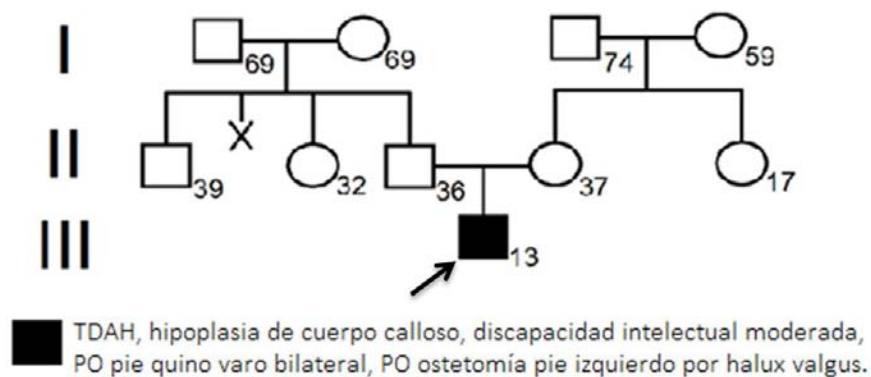 I
69
69
74
59
II
X
39
32
36
37
17
III
13
TDAH, hipoplasia de cuerpo calloso, discapacidad intelectual moderada,
PO pie quino varo bilateral, PO ostetomía pie izquierdo por halux valgus.